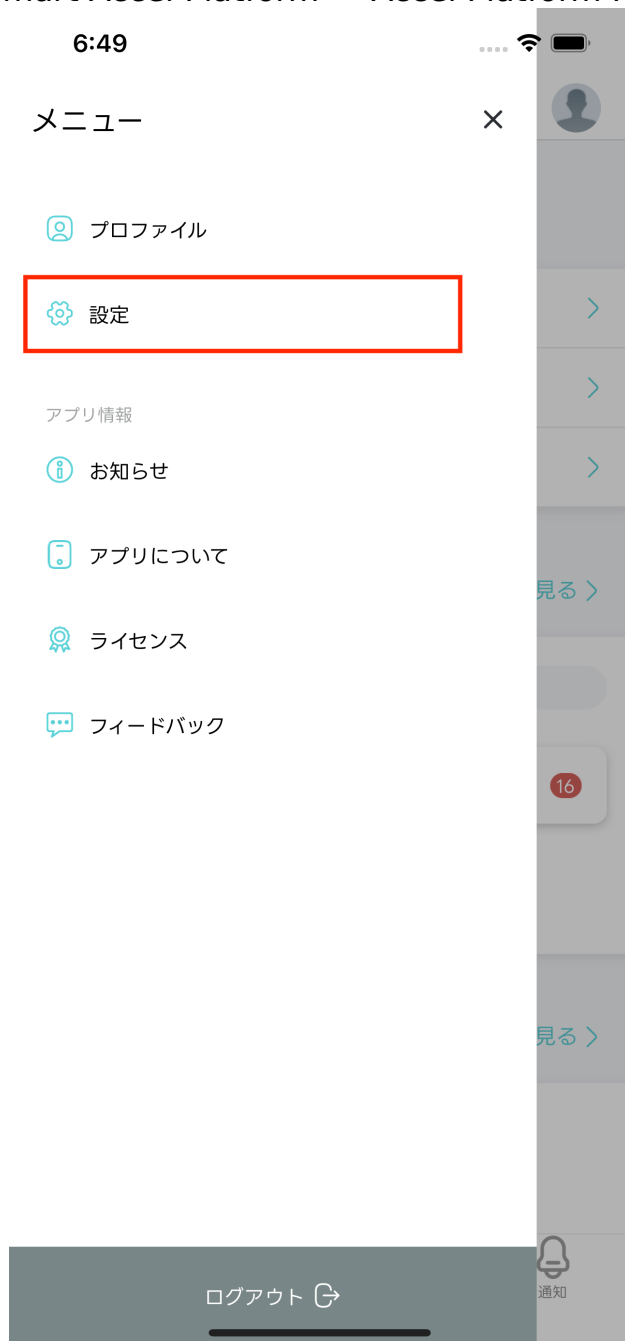 6:49
メニュー
プロファイル
設定
アプリ情報
お知らせ
アプリについて
見る
ライセンス
フィードバック
16
見る
通知
ログアウト